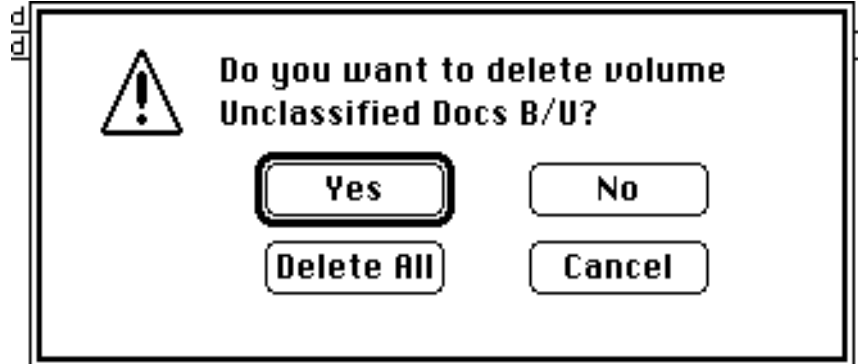 d
d
Do you want to delete volume
Unclassified Docs B/U?
Yes No
Delete All Cancel